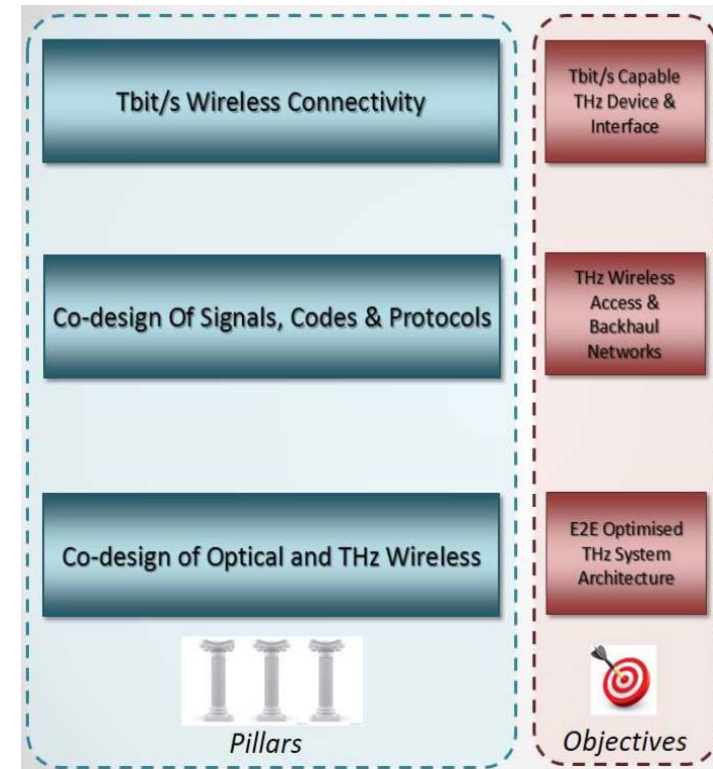 Tbit/s Wireless Connectivity
Co-design Of Signals, Codes & Protocols
Co-design of Optical and THz Wireless
Pillars
Tbit/s Capable
THz Device &
Interface
THz Wireless
Access &
Backhaul
Networks
E2E Optimised
THz System
Architecture
Objectives